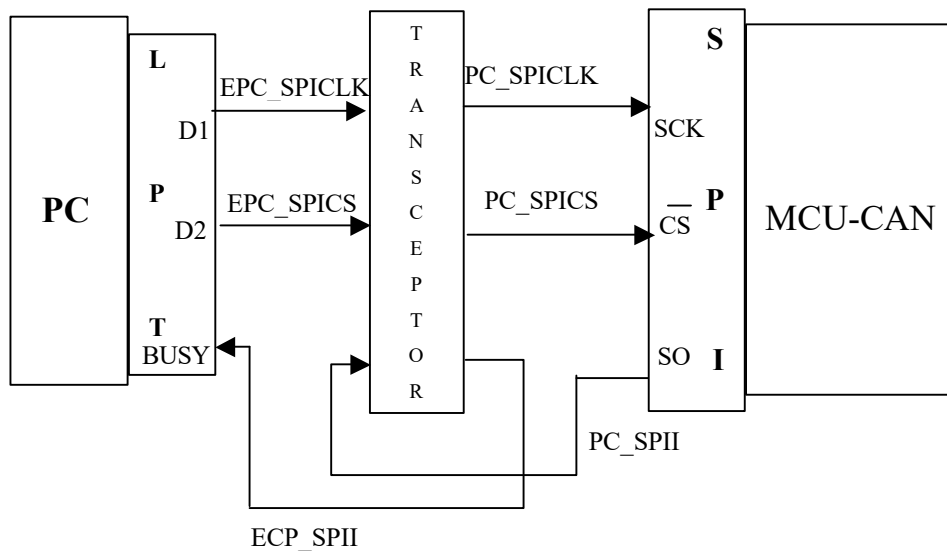 PC
L
P
T
D1
D2
BUSY
EPC_SPICLK
EPC_SPICS
ECP_SPII
T
R
A
N
S
C
E
P
T
O
R
PC_SPICLK
PC_SPICS
PC_SPII
S
P
I
SCK
CS
SO
MCU-CAN